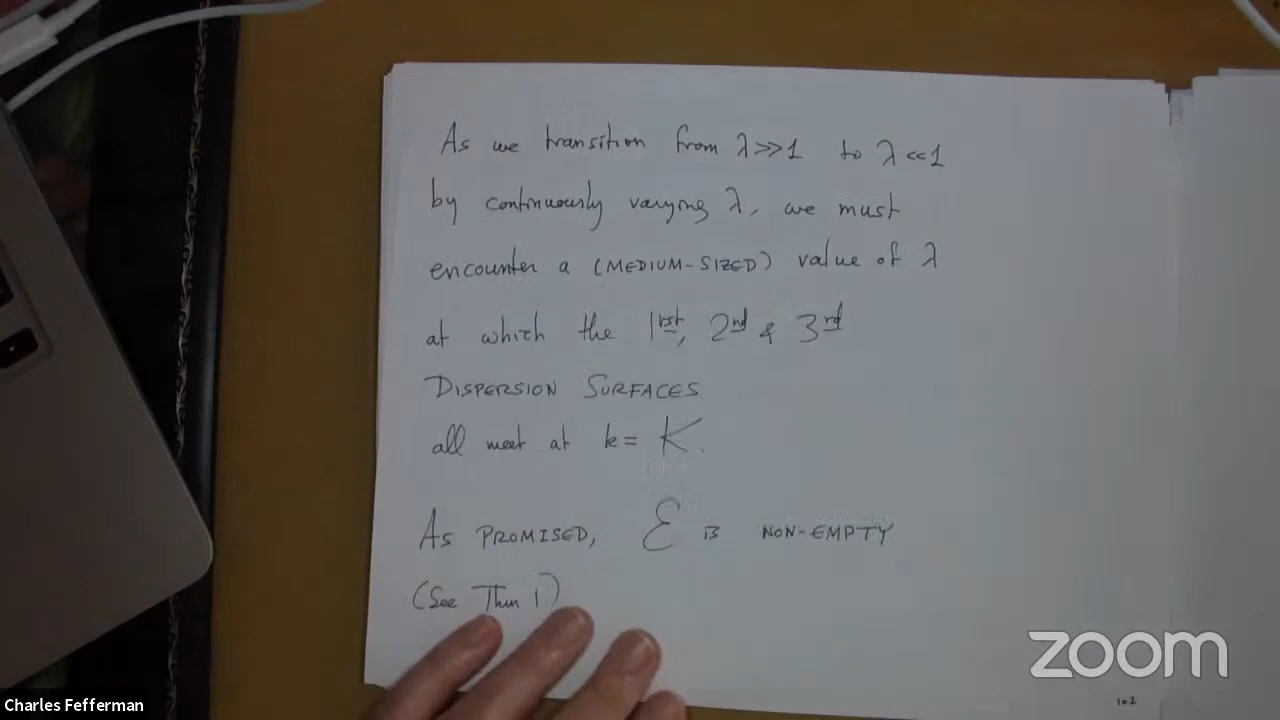 As we transition from λ>>1 to λ<<1
by continuously varying λ, we must
encounter a (MEDIUM-SIZED) value of λ
at which the 1rst, 2nd & 3rd
DISPERSION SURFACES
all meet at k = K.
AS PROMISED, ℰ IS NON-EMPTY
(See Thm 1)
zoom
Charles Fefferman